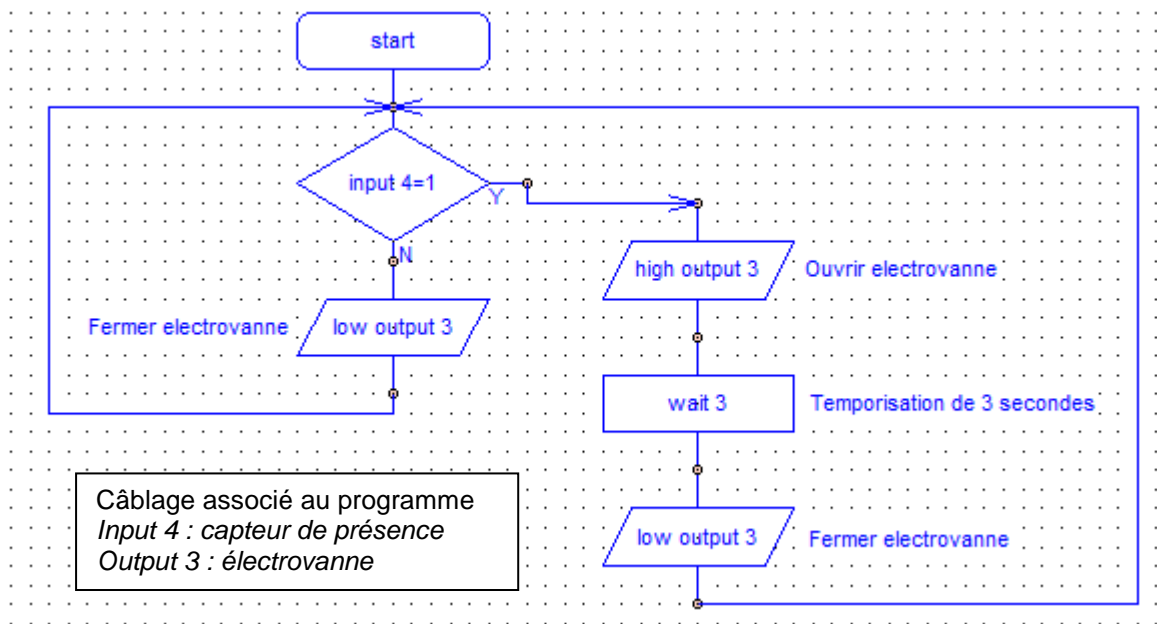 start
input 4=1
Y
N
high output 3
Ouvrir electrovanne
Fermer electrovanne
low output 3
wait 3
Temporisation de 3 secondes
Câblage associé au programme
Input 4 : capteur de présence
Output 3 : électrovanne
low output 3
Fermer electrovanne